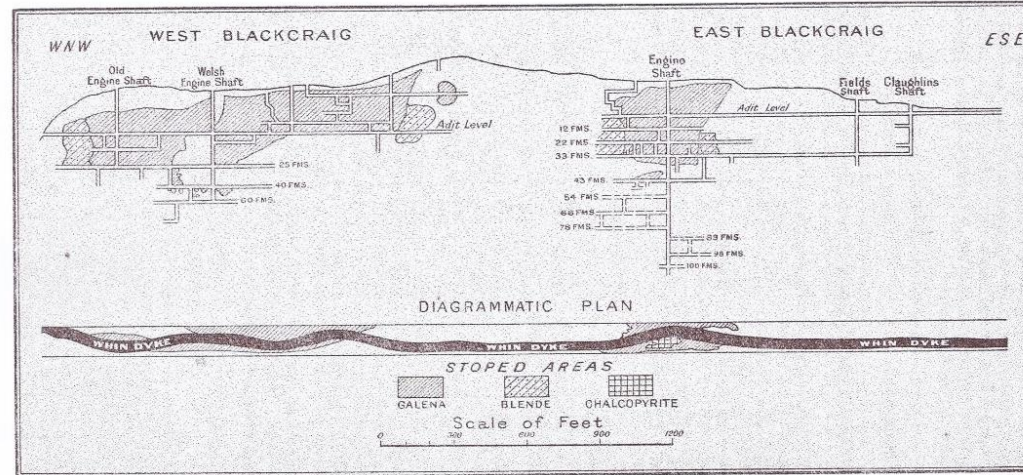 WEST BLACKCRAIG
EAST BLACKCRAIG
WNW
ESE
Old
Engine Shaft
Welsh
Engine Shaft
Engine
Shaft
Fields
Shaft
Claughlins
Shaft
Adit Level
Adit Level
12 FMS.
22 FMS.
33 FMS.
25 FMS.
40 FMS.
60 FMS.
43 FMS.
54 FMS.
66 FMS.
78 FMS.
89 FMS.
98 FMS.
100 FMS.
DIAGRAMMATIC PLAN
WHIN DYKE
WHIN DYKE
WHIN DYKE
STOPED AREAS
GALENA
BLENDE
CHALCOPYRITE
Scale of Feet
0 300 600 900 1200